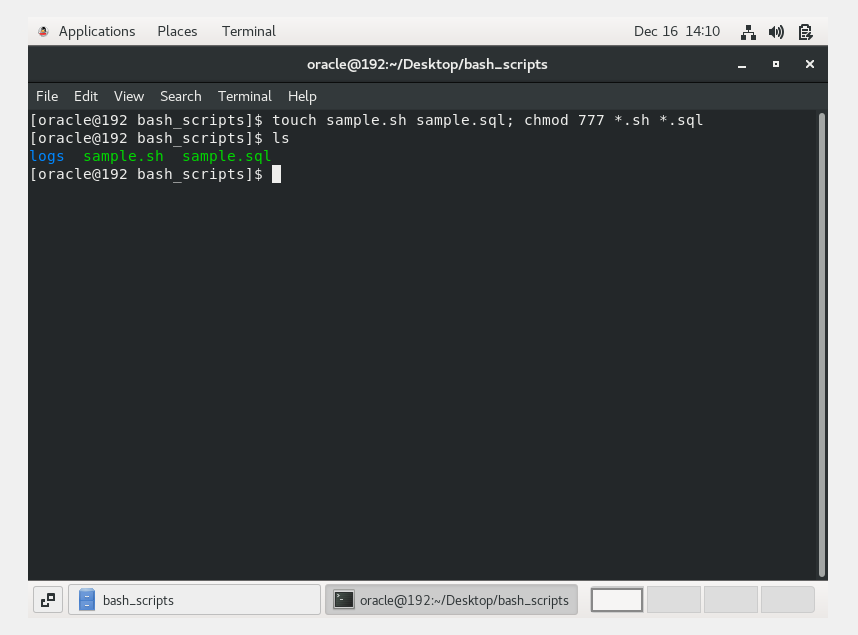 Applications Places Terminal Dec 16 14:10
oracle@192:~/Desktop/bash_scripts
File Edit View Search Terminal Help
[oracle@192 bash_scripts]$ touch sample.sh sample.sql; chmod 777 *.sh *.sql
[oracle@192 bash_scripts]$ ls
logs  sample.sh  sample.sql
[oracle@192 bash_scripts]$
bash_scripts oracle@192:~/Desktop/bash_scripts